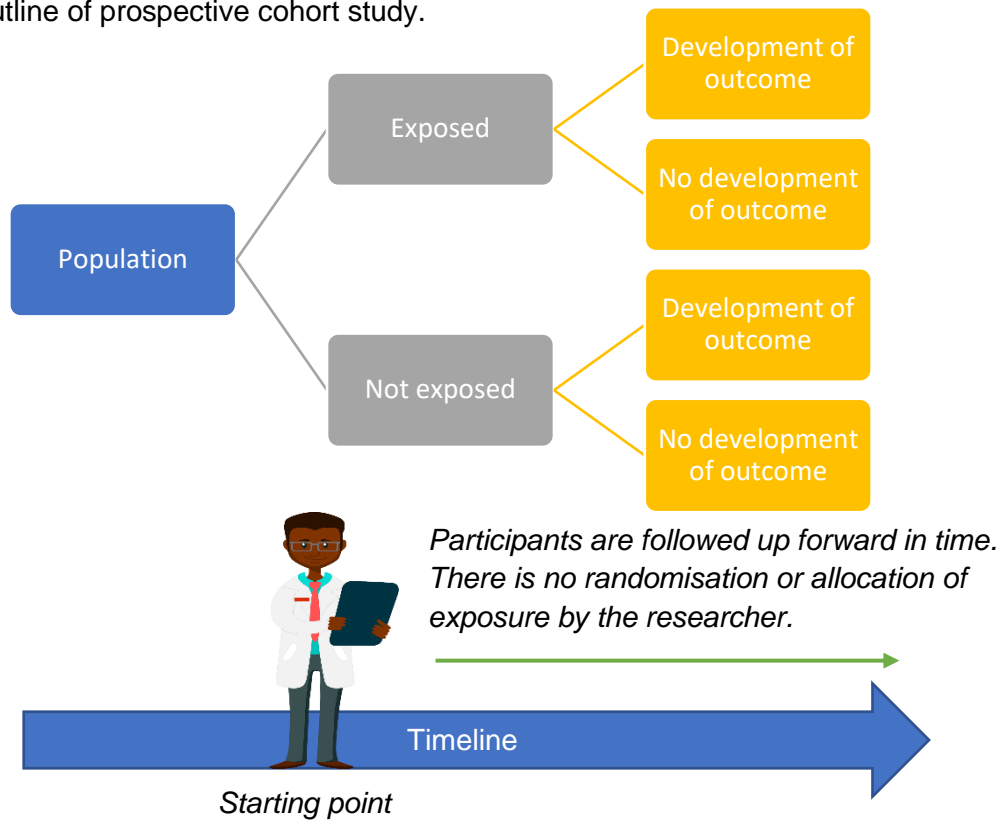 utline of prospective cohort study.
Development of
outcome
Exposed
No development
of outcome
Population
Development of
outcome
Not exposed
No development
of outcome
Participants are followed up forward in time.
There is no randomisation or allocation of
exposure by the researcher.
Timeline
Starting point